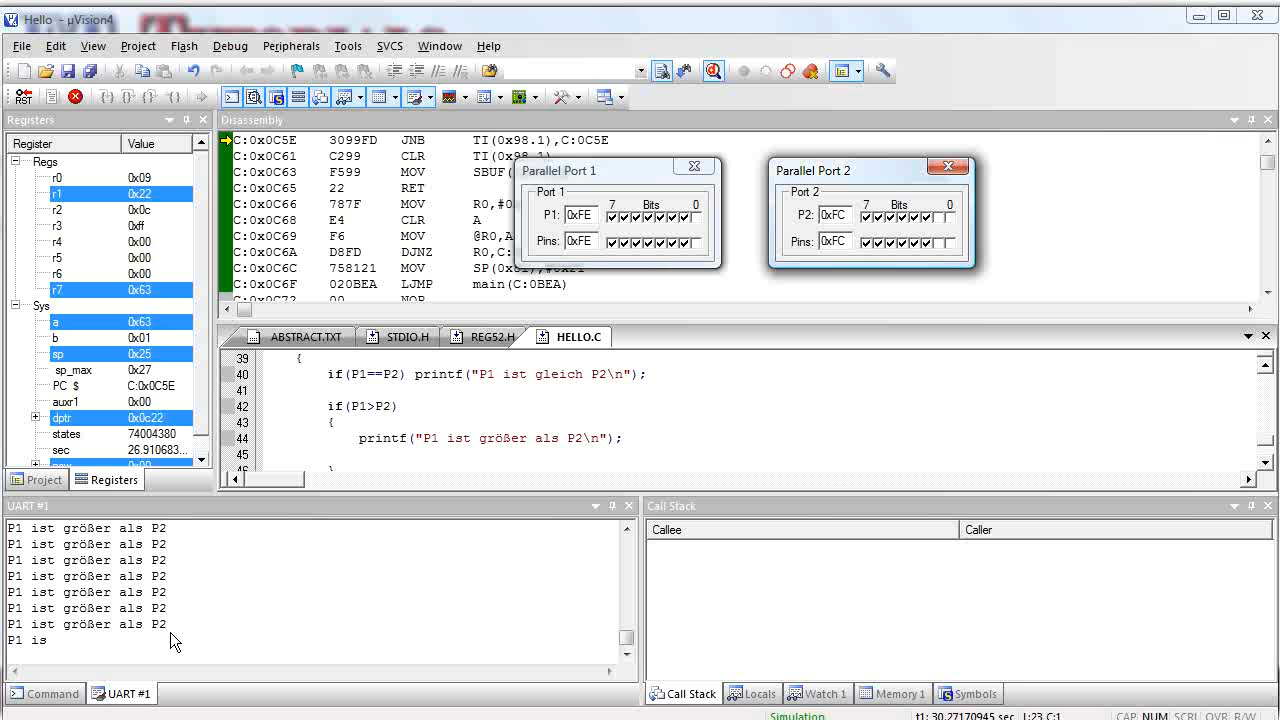 Hello - µVision4
File Edit View Project Flash Debug Peripherals Tools SVCS Window Help
RST
Registers
Register Value
Regs
r0 0x09
r1 0x22
r2 0x0c
r3 0xff
r4 0x00
r5 0x00
r6 0x00
r7 0x63
Sys
a 0x63
b 0x01
sp 0x25
sp_max 0x27
PC $ C:0x0C5E
auxr1 0x00
dptr 0x0c22
states 74004380
sec 26.910683...
psw 0x00
Project Registers
Disassembly
C:0x0C5E 3099FD JNB TI(0x98.1),C:0C5E
C:0x0C61 C299 CLR TI(0x98.1)
C:0x0C63 F599 MOV SBUF(
C:0x0C65 22 RET
C:0x0C66 787F MOV R0,#0
C:0x0C68 E4 CLR A
C:0x0C69 F6 MOV @R0,A
C:0x0C6A D8FD DJNZ R0,C:
C:0x0C6C 758121 MOV SP(0x81),#0x21
C:0x0C6F 020BEA LJMP main(C:0BEA)
C:0x0C72 00 NOP
Parallel Port 1
Port 1
7 Bits 0
P1: 0xFE
Pins: 0xFE
Parallel Port 2
Port 2
7 Bits 0
P2: 0xFC
Pins: 0xFC
ABSTRACT.TXT STDIO.H REG52.H HELLO.C
39 {
40 if(P1==P2) printf("P1 ist gleich P2\n");
41
42 if(P1>P2)
43 {
44 printf("P1 ist größer als P2\n");
45
46 }
UART #1
P1 ist größer als P2
P1 ist größer als P2
P1 ist größer als P2
P1 ist größer als P2
P1 ist größer als P2
P1 ist größer als P2
P1 ist größer als P2
P1 is
Command UART #1
Call Stack
Callee Caller
Call Stack Locals Watch 1 Memory 1 Symbols
Simulation t1: 30.27170945 sec L:23 C:1 CAP NUM SCRL OVR R/W